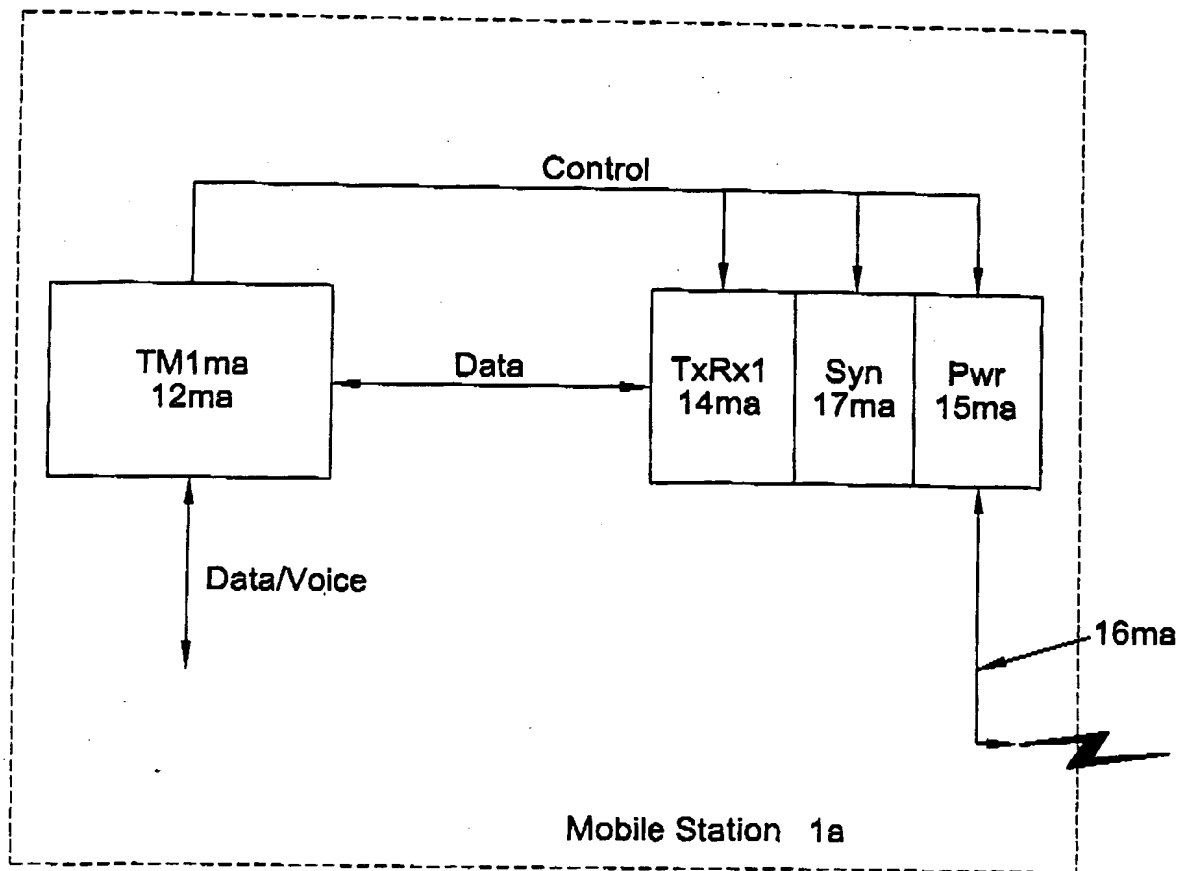 Control
TM1ma
12ma
Data
TxRx1
14ma
Syn
17ma
Pwr
15ma
Data/Voice
16ma
Mobile Station 1a